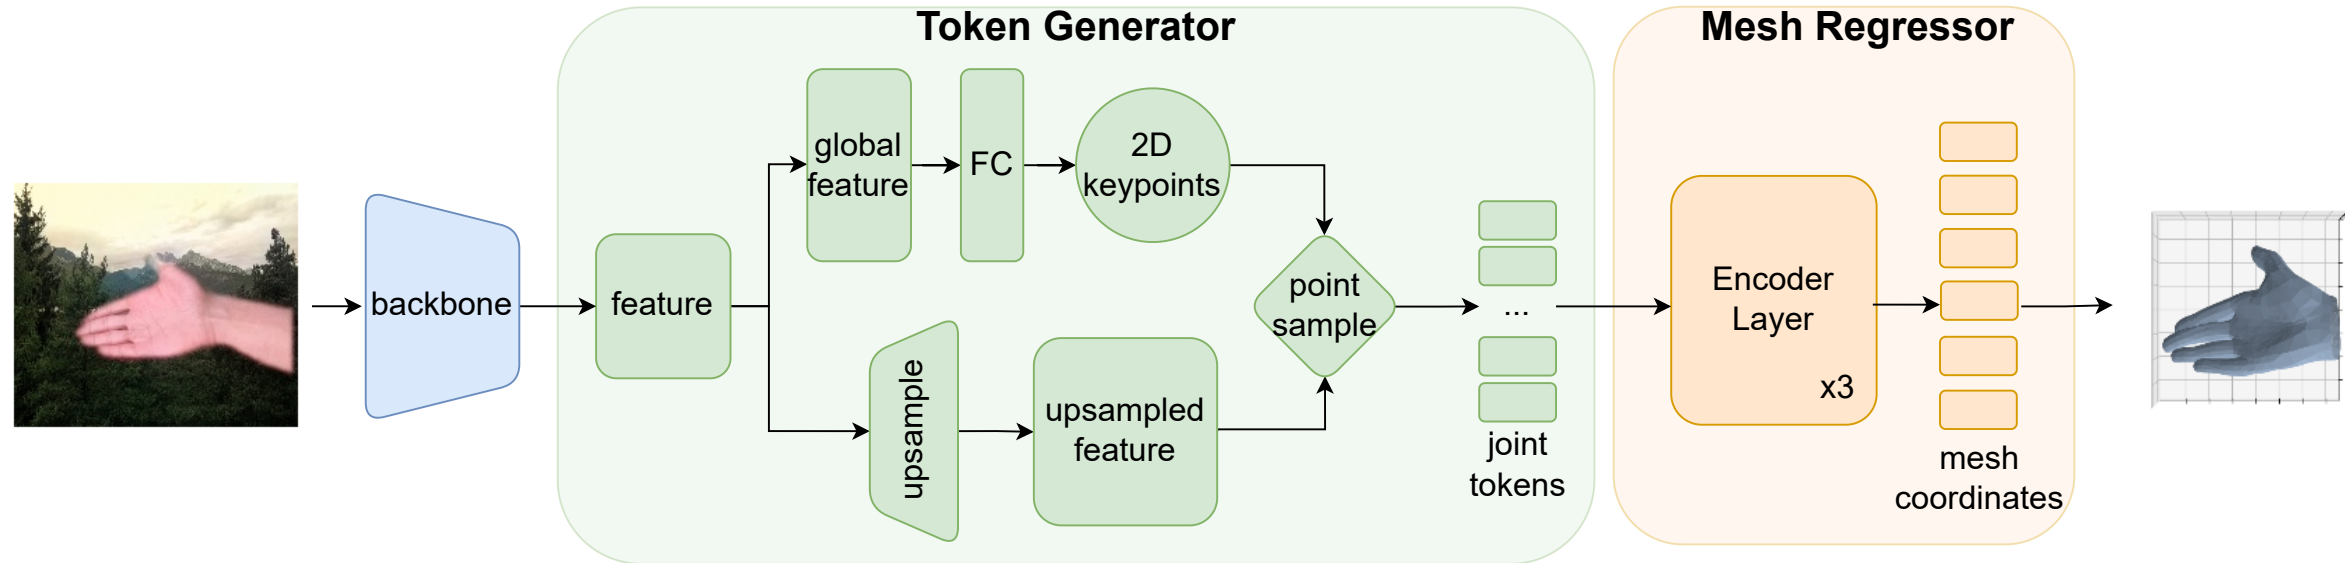 Token Generator
Mesh Regressor
backbone
feature
global
feature
FC
2D
keypoints
upsample
upsampled
feature
point
sample
...
joint
tokens
Encoder
Layer
x3
mesh
coordinates